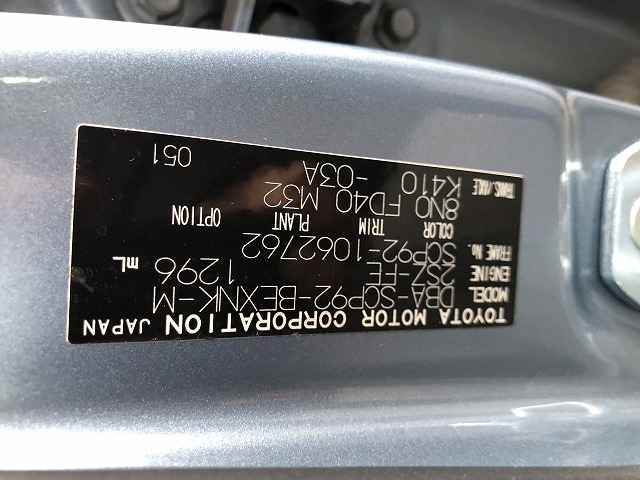 TOYOTA MOTOR CORPORATION JAPAN
MODEL DBA-SCP92-BEXNK-M
ENGINE 2SZ-FE 1296 mL
FRAME No. SCP92-1062762
COLOR TRIM PLANT OPTION
8N0 FD40 M32
TRANS./AXLE K410 -03A 051